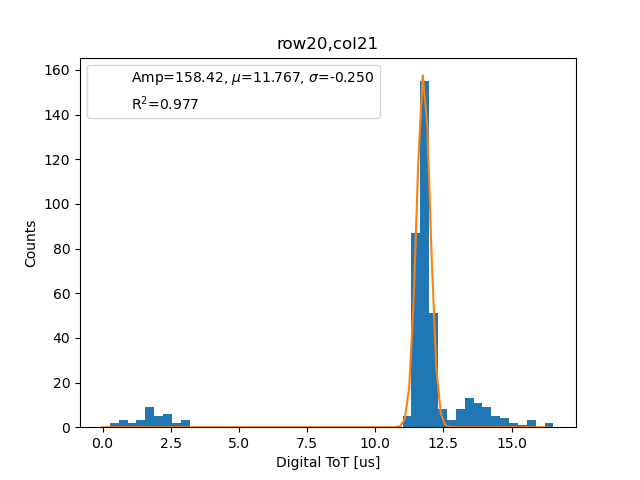 row20,col21
Amp=158.42, μ=11.767, σ=-0.250
R²=0.977
160
140
120
100
80
60
40
20
0
Counts
0.0 2.5 5.0 7.5 10.0 12.5 15.0
Digital ToT [us]